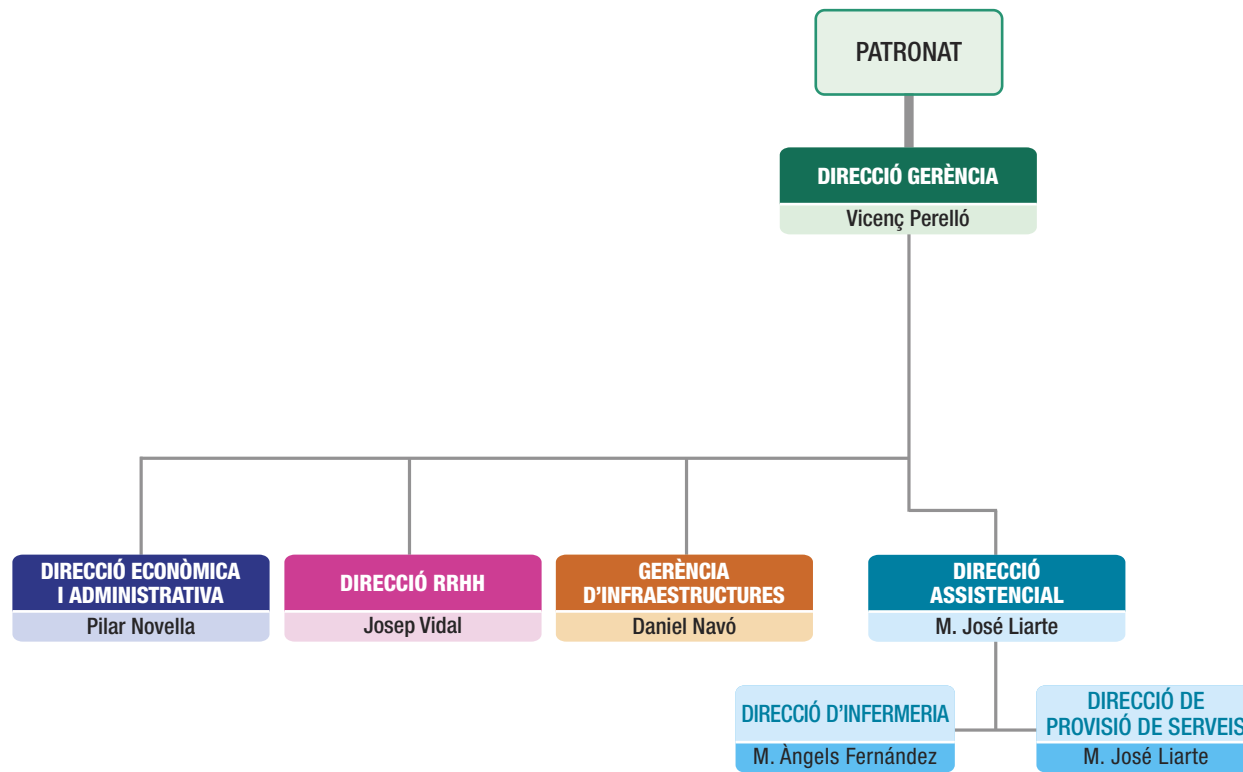 PATRONAT
DIRECCIÓ GERÈNCIA
Vicenç Perelló
DIRECCIÓ ECONÒMICA
I ADMINISTRATIVA
Pilar Novella
DIRECCIÓ RRHH
Josep Vidal
GERÈNCIA
D'INFRAESTRUCTURES
Daniel Navó
DIRECCIÓ
ASSISTENCIAL
M. José Liarte
DIRECCIÓ D'INFERMERIA
M. Àngels Fernández
DIRECCIÓ DE
PROVISIÓ DE SERVEIS
M. José Liarte